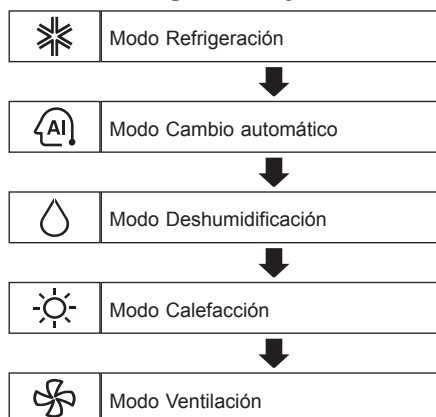 Modo Refrigeración
AI
Modo Cambio automático
Modo Deshumidificación
Modo Calefacción
Modo Ventilación